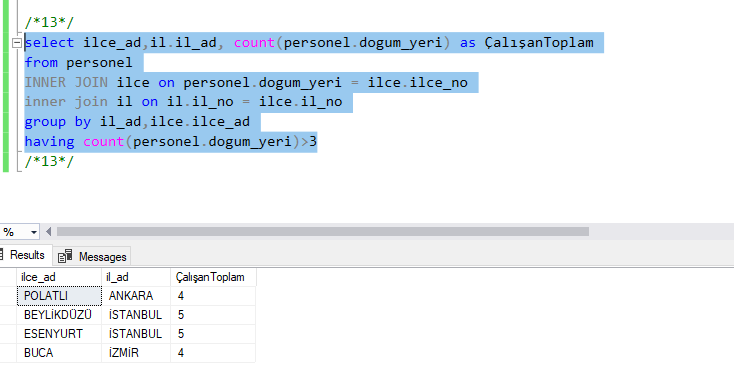 /*13*/
select ilce_ad,il.il_ad, count(personel.dogum_yeri) as ÇalışanToplam
from personel
INNER JOIN ilce on personel.dogum_yeri = ilce.ilce_no
inner join il on il.il_no = ilce.il_no
group by il_ad,ilce.ilce_ad
having count(personel.dogum_yeri)>3
/*13*/
%
Results Messages
ilce_ad il_ad ÇalışanToplam
POLATLI ANKARA 4
BEYLİKDÜZÜ İSTANBUL 5
ESENYURT İSTANBUL 5
BUCA İZMİR 4